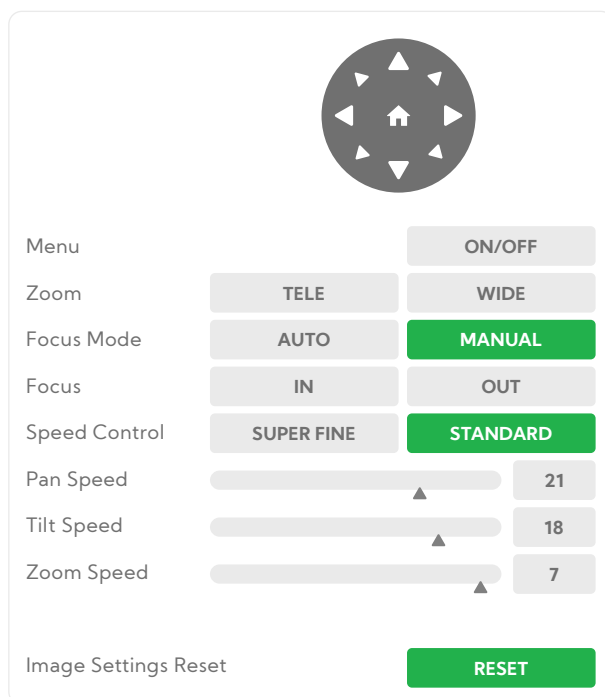 Menu ON/OFF
Zoom TELE WIDE
Focus Mode AUTO MANUAL
Focus IN OUT
Speed Control SUPER FINE STANDARD
Pan Speed 21
Tilt Speed 18
Zoom Speed 7
Image Settings Reset RESET